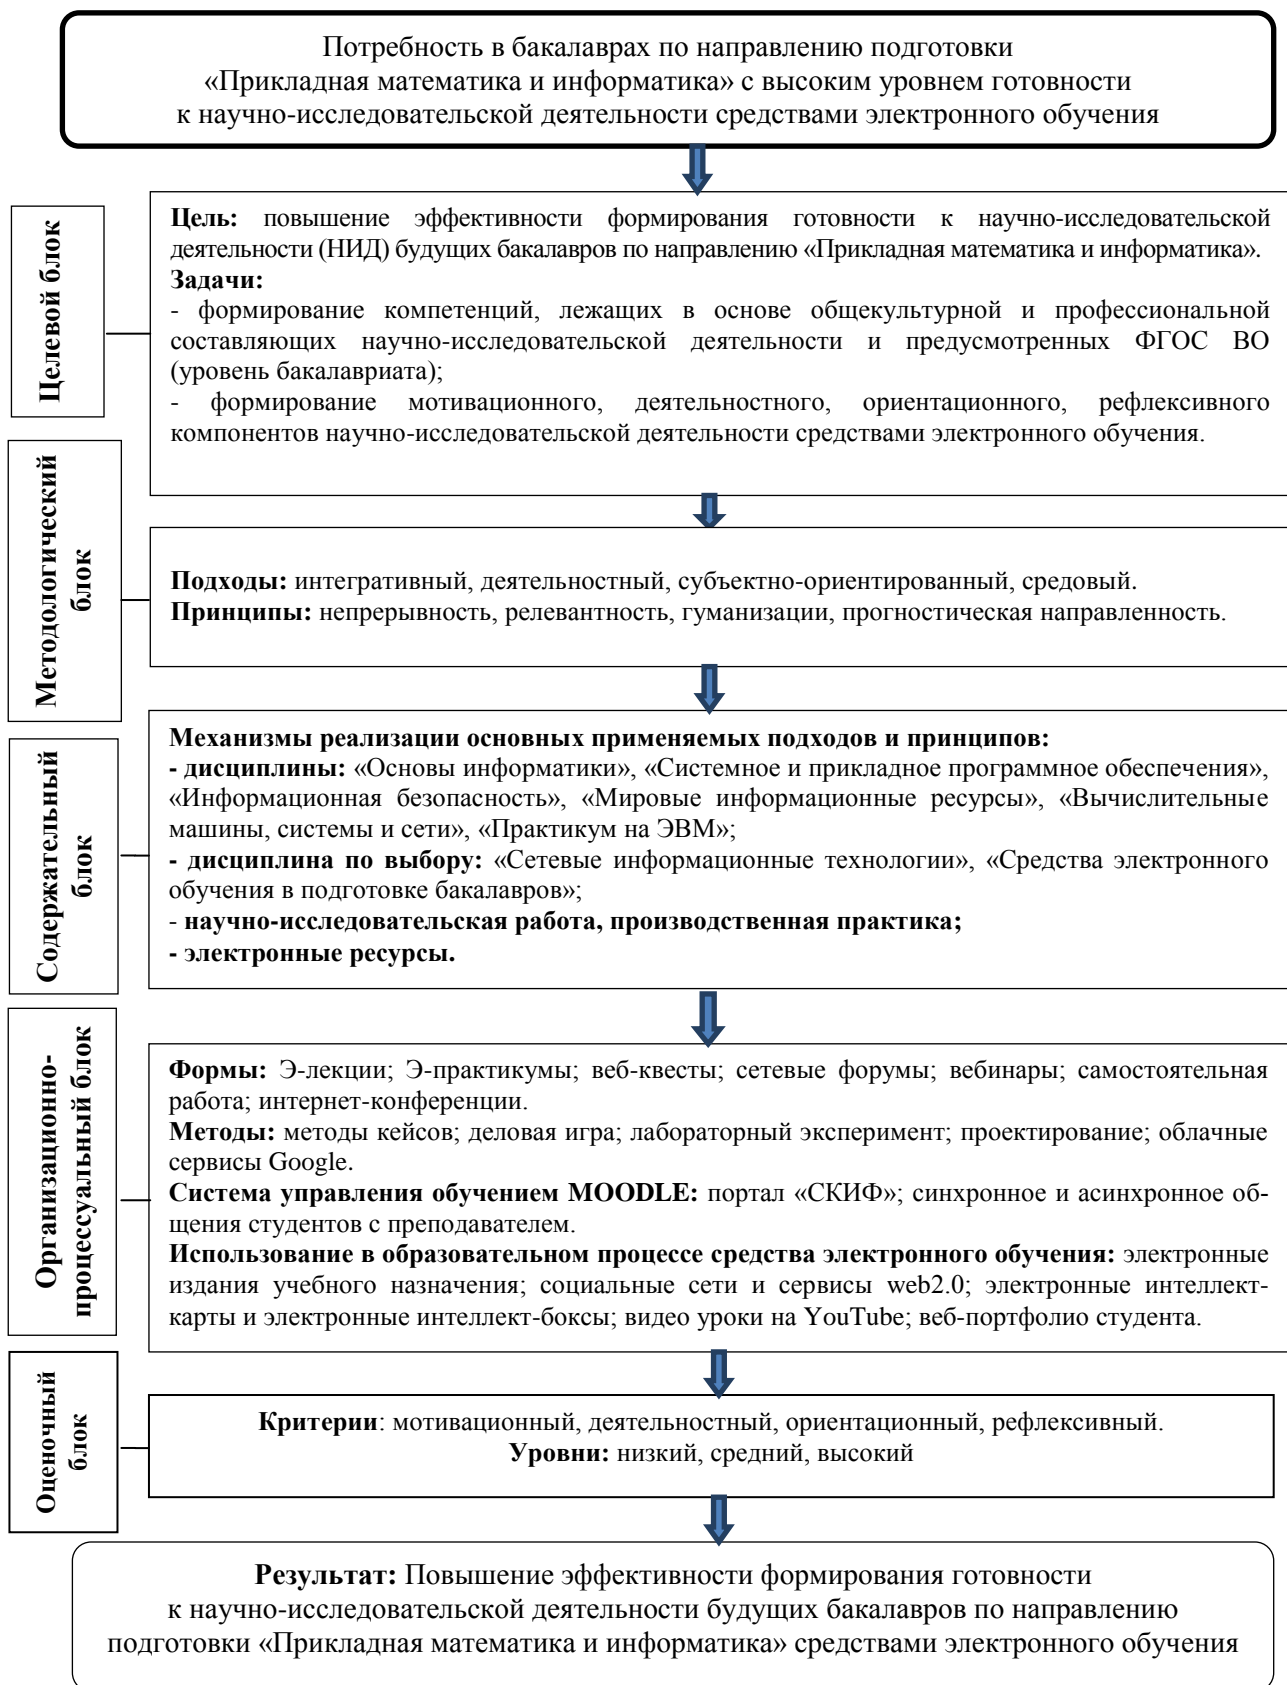 Потребность в бакалаврах по направлению подготовки
«Прикладная математика и информатика» с высоким уровнем готовности
к научно-исследовательской деятельности средствами электронного обучения
Целевой блок
Цель: повышение эффективности формирования готовности к научно-исследовательской
деятельности (НИД) будущих бакалавров по направлению «Прикладная математика и информатика».
Задачи:
- формирование компетенций, лежащих в основе общекультурной и профессиональной
составляющих научно-исследовательской деятельности и предусмотренных ФГОС ВО
(уровень бакалавриата);
- формирование мотивационного, деятельностного, ориентационного, рефлексивного
компонентов научно-исследовательской деятельности средствами электронного обучения.
Методологический
блок
Подходы: интегративный, деятельностный, субъектно-ориентированный, средовый.
Принципы: непрерывность, релевантность, гуманизации, прогностическая направленность.
Содержательный
блок
Механизмы реализации основных применяемых подходов и принципов:
- дисциплины: «Основы информатики», «Системное и прикладное программное обеспечения»,
«Информационная безопасность», «Мировые информационные ресурсы», «Вычислительные
машины, системы и сети», «Практикум на ЭВМ»;
- дисциплина по выбору: «Сетевые информационные технологии», «Средства электронного
обучения в подготовке бакалавров»;
- научно-исследовательская работа, производственная практика;
- электронные ресурсы.
Организационно-
процессуальный блок
Формы: Э-лекции; Э-практикумы; веб-квесты; сетевые форумы; вебинары; самостоятельная
работа; интернет-конференции.
Методы: методы кейсов; деловая игра; лабораторный эксперимент; проектирование; облачные
сервисы Google.
Система управления обучением MOODLE: портал «СКИФ»; синхронное и асинхронное об-
щения студентов с преподавателем.
Использование в образовательном процессе средства электронного обучения: электронные
издания учебного назначения; социальные сети и сервисы web2.0; электронные интеллект-
карты и электронные интеллект-боксы; видео уроки на YouTube; веб-портфолио студента.
Оценочный
блок
Критерии: мотивационный, деятельностный, ориентационный, рефлексивный.
Уровни: низкий, средний, высокий
Результат: Повышение эффективности формирования готовности
к научно-исследовательской деятельности будущих бакалавров по направлению
подготовки «Прикладная математика и информатика» средствами электронного обучения